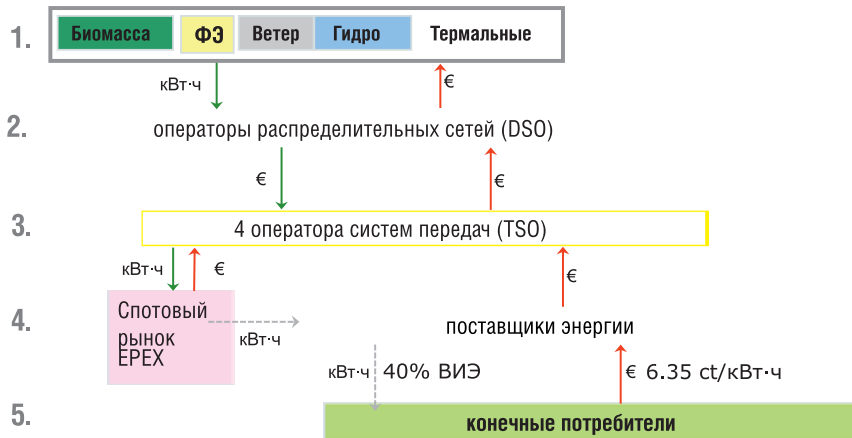 1.
Биомасса
ФЭ
Ветер
Гидро
Термальные
кВт·ч
€
2.
операторы распределительных сетей (DSO)
€
€
3.
4 оператора систем передач (TSO)
кВт·ч
€
€
4.
Спотовый
рынок
EPEX
кВт·ч
поставщики энергии
кВт·ч
40% ВИЭ
€ 6.35 ct/кВт·ч
5.
конечные потребители